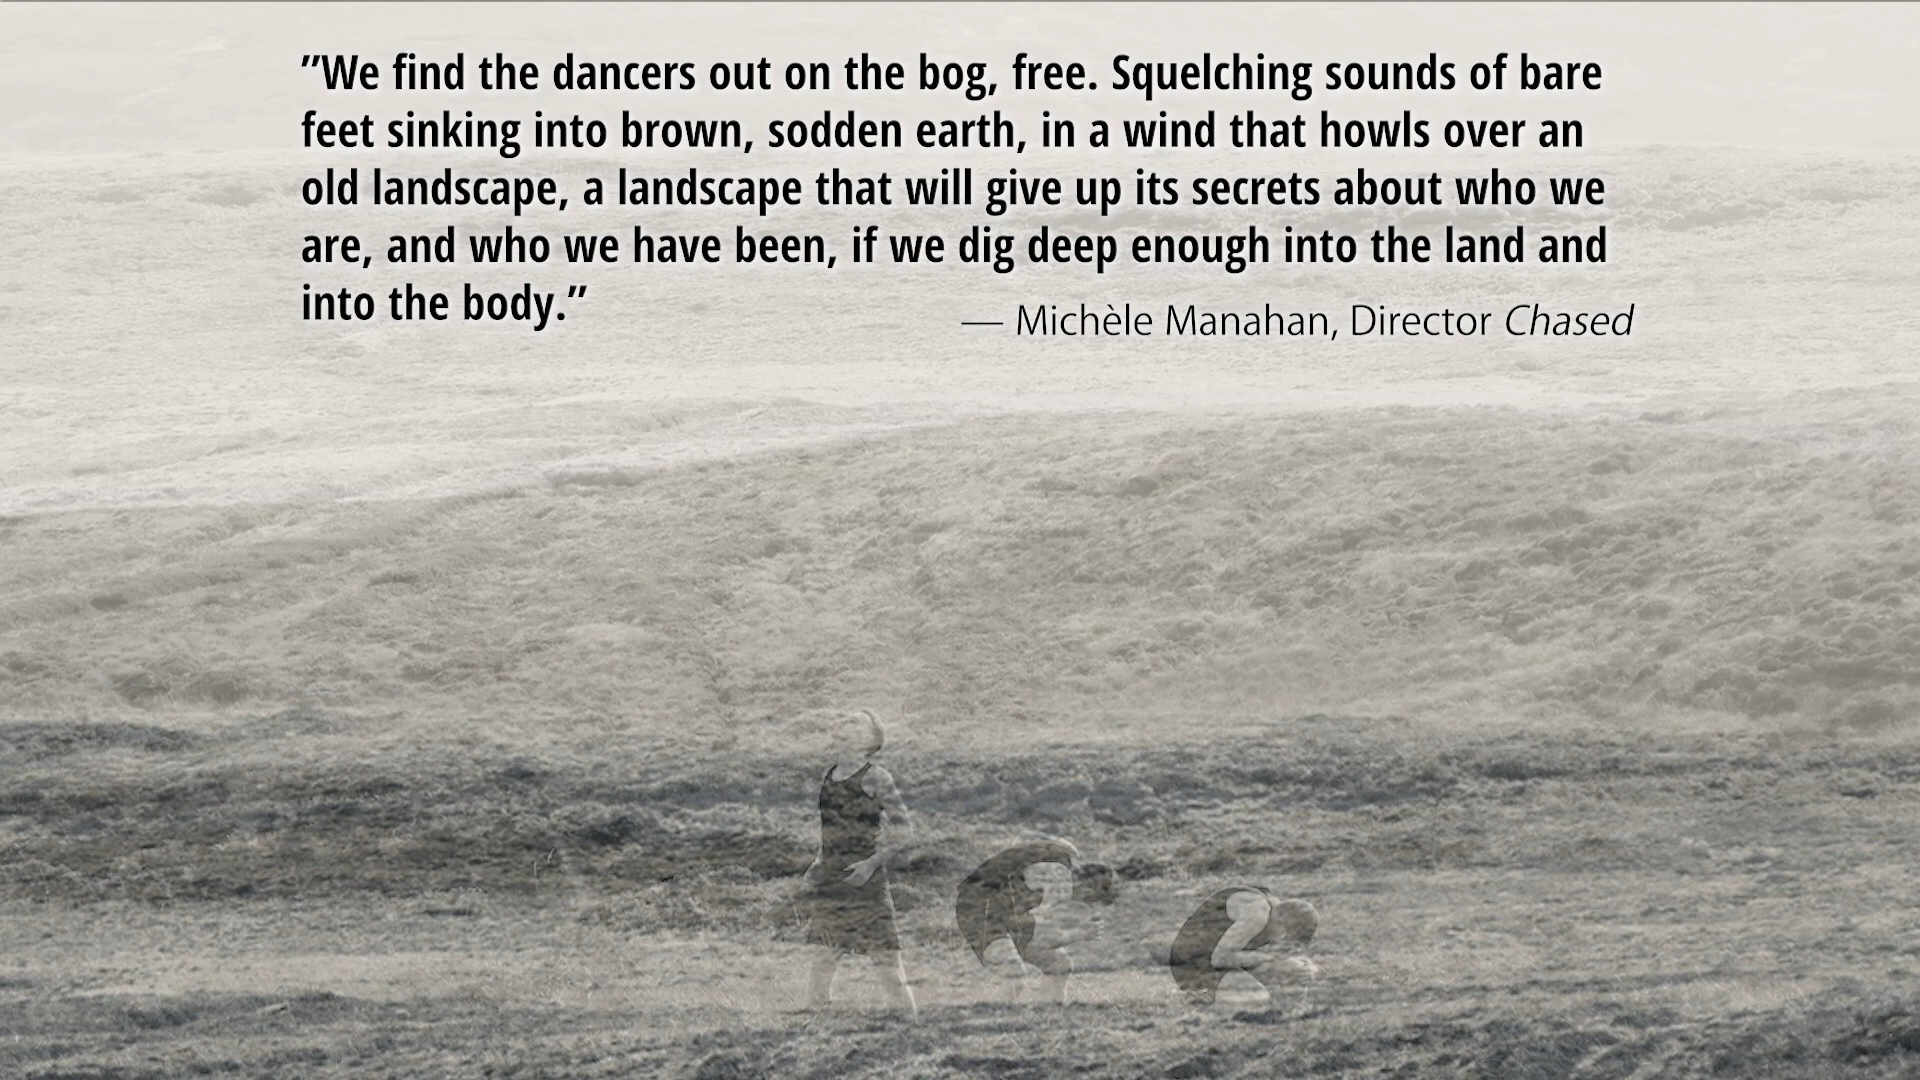 ”We find the dancers out on the bog, free. Squelching sounds of bare
feet sinking into brown, sodden earth, in a wind that howls over an
old landscape, a landscape that will give up its secrets about who we
are, and who we have been, if we dig deep enough into the land and
into the body.”
— Michèle Manahan, Director Chased